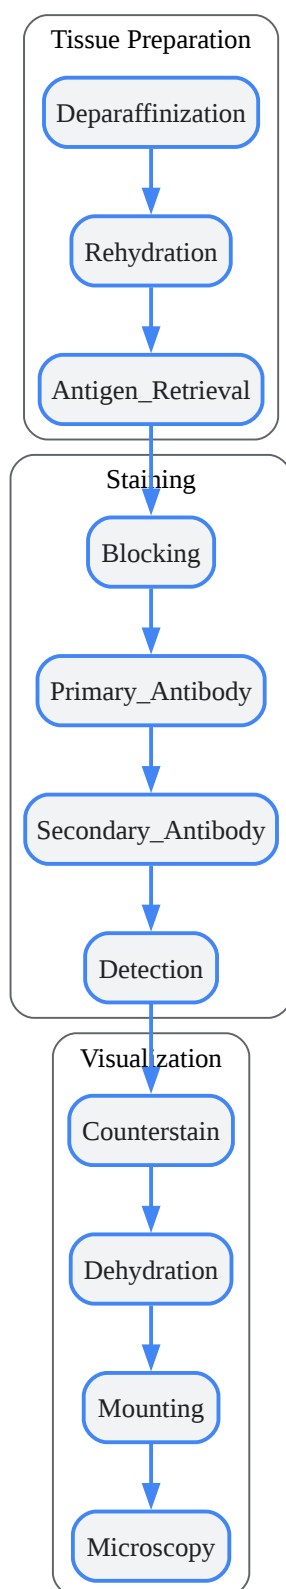 Tissue Preparation
Deparaffinization
Rehydration
Antigen_Retrieval
Staining
Blocking
Primary_Antibody
Secondary_Antibody
Detection
Visualization
Counterstain
Dehydration
Mounting
Microscopy